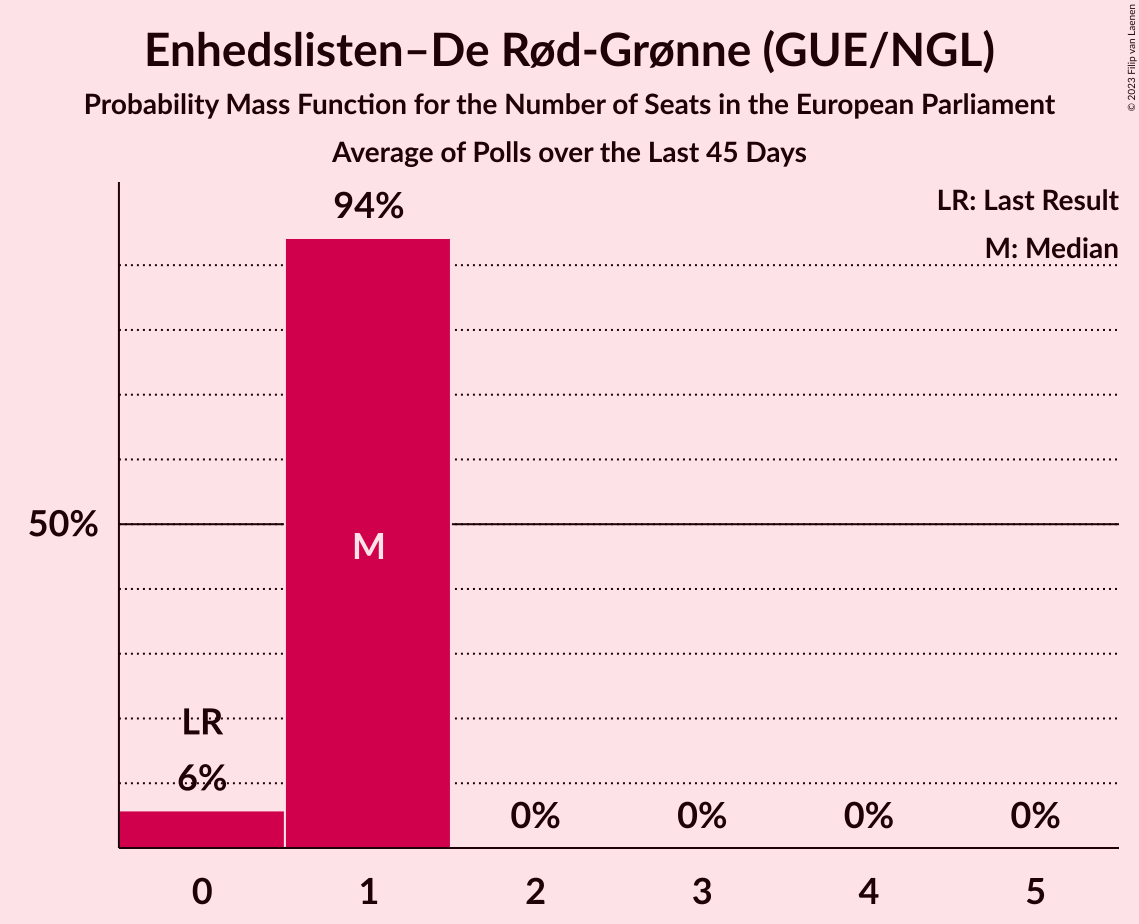 Enhedslisten–De Rød-Grønne (GUE/NGL)
Probability Mass Function for the Number of Seats in the European Parliament
Average of Polls over the Last 45 Days
© 2023 Filip van Laenen
LR: Last Result
M: Median
94%
50%
M
LR
6%
0% 0% 0% 0%
0 1 2 3 4 5